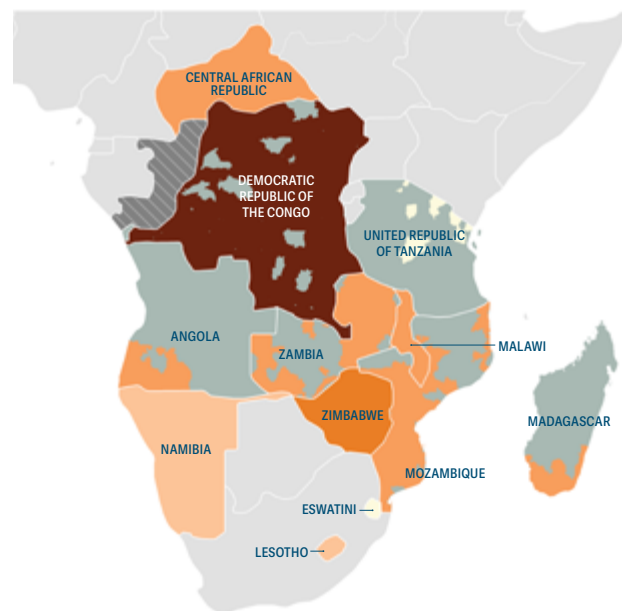 CENTRAL AFRICAN
REPUBLIC
DEMOCRATIC
REPUBLIC OF
THE CONGO
UNITED REPUBLIC
OF TANZANIA
ANGOLA
ZAMBIA
MALAWI
ZIMBABWE
MADAGASCAR
NAMIBIA
MOZAMBIQUE
ESWATINI
LESOTHO